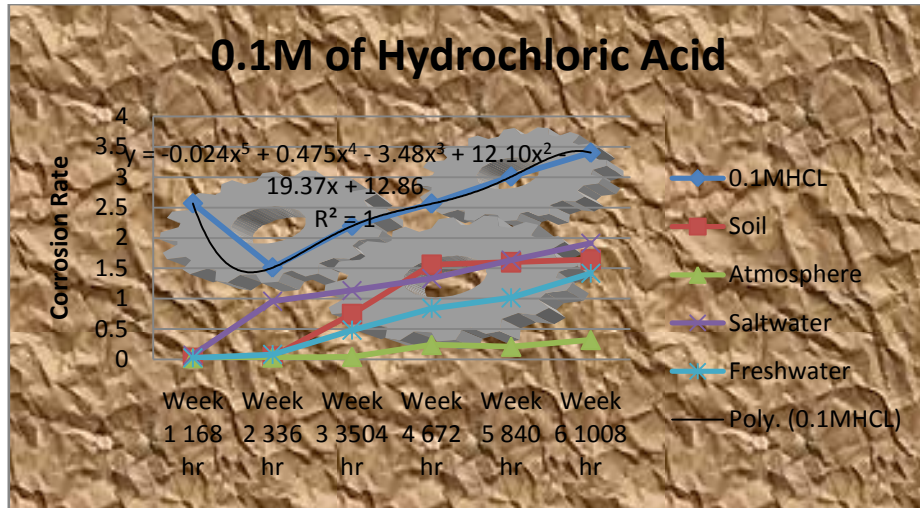 0.1M of Hydrochloric Acid
Corrosion Rate
4
3.5
3
2.5
2
1.5
1
0.5
0
y = -0.024x⁵ + 0.475x⁴ - 3.48x³ + 12.10x² -
19.37x + 12.86
R² = 1
Week Week Week Week Week Week
1 168 2 336 3 3504 4 672 5 840 6 1008
hr hr hr hr hr hr
0.1MHCL
Soil
Atmosphere
Saltwater
Freshwater
Poly. (0.1MHCL)